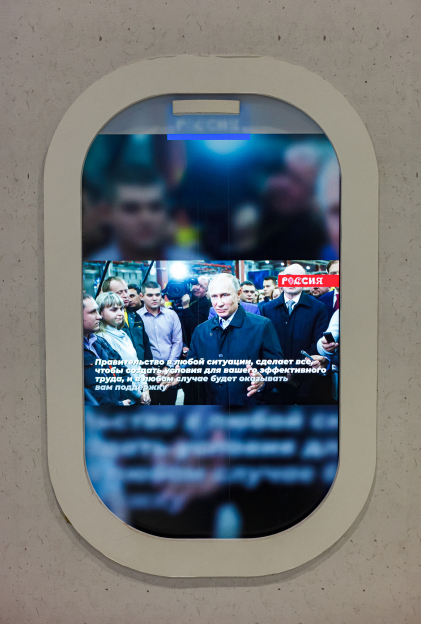 РОССИЯ
РОССИЯ
Правительство в любой ситуации, сделает все,
чтобы создать условия для вашего эффективного
труда, и в любом случае будет оказывать
вам поддержку